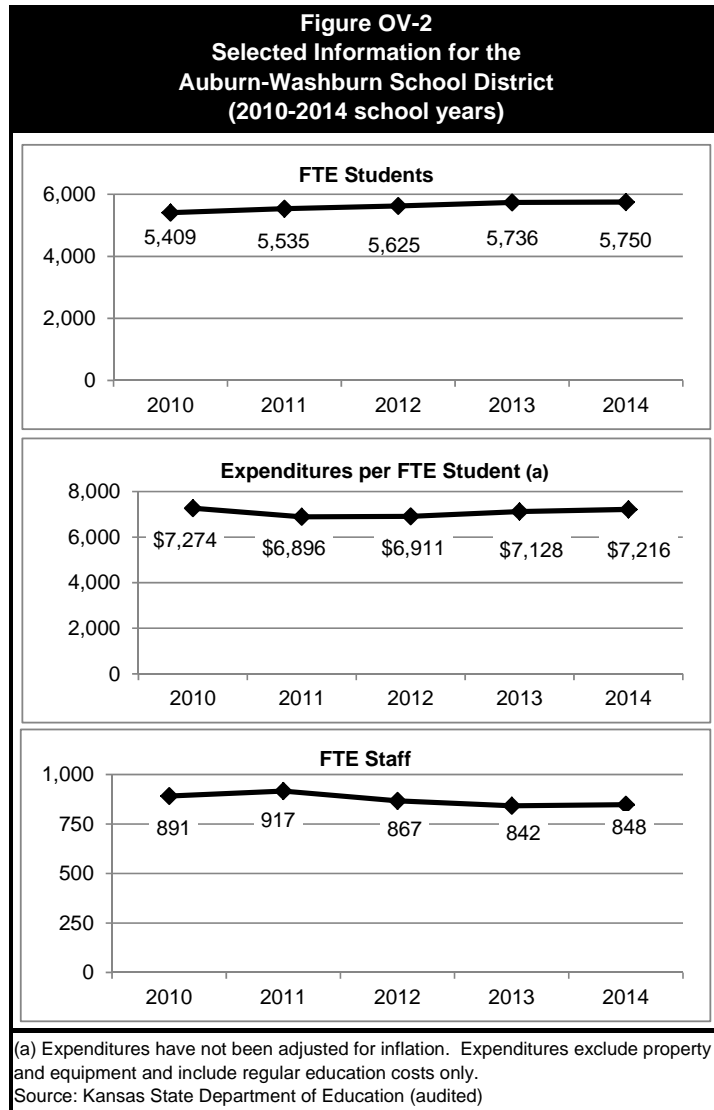 Figure OV-2
Selected Information for the
Auburn-Washburn School District
(2010-2014 school years)
FTE Students
6,000
4,000
2,000
0
5,409 5,535 5,625 5,736 5,750
2010 2011 2012 2013 2014
Expenditures per FTE Student (a)
8,000
6,000
4,000
2,000
0
$7,274 $6,896 $6,911 $7,128 $7,216
2010 2011 2012 2013 2014
FTE Staff
1,000
750
500
250
0
891 917 867 842 848
2010 2011 2012 2013 2014
(a) Expenditures have not been adjusted for inflation.  Expenditures exclude property
and equipment and include regular education costs only.
Source: Kansas State Department of Education (audited)